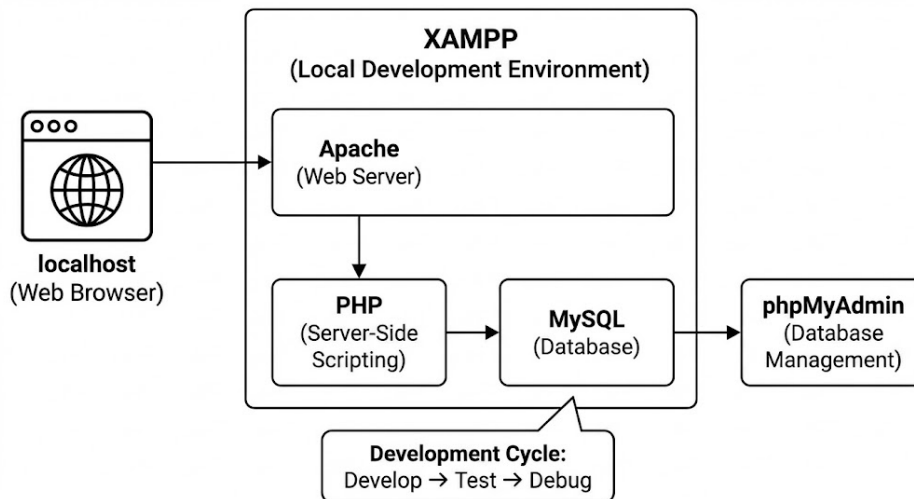 XAMPP
(Local Development Environment)
Apache
(Web Server)
localhost
(Web Browser)
PHP
(Server-Side
Scripting)
MySQL
(Database)
phpMyAdmin
(Database
Management)
Development Cycle:
Develop → Test → Debug